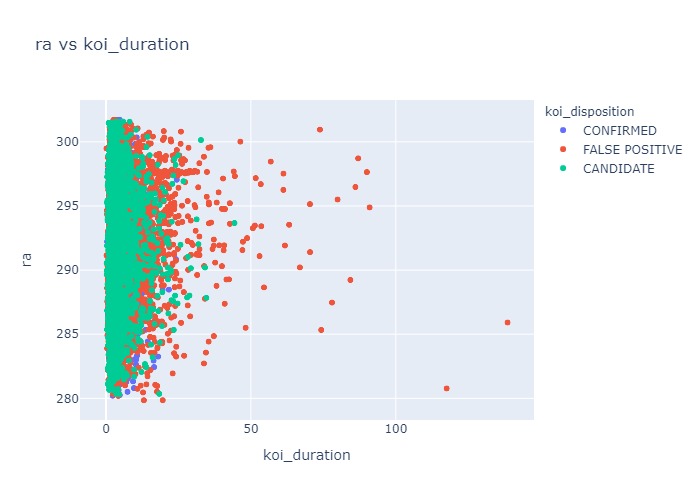 ra vs koi_duration
koi_disposition
CONFIRMED
FALSE POSITIVE
CANDIDATE
300
295
290
285
280
ra
0
50
100
koi_duration